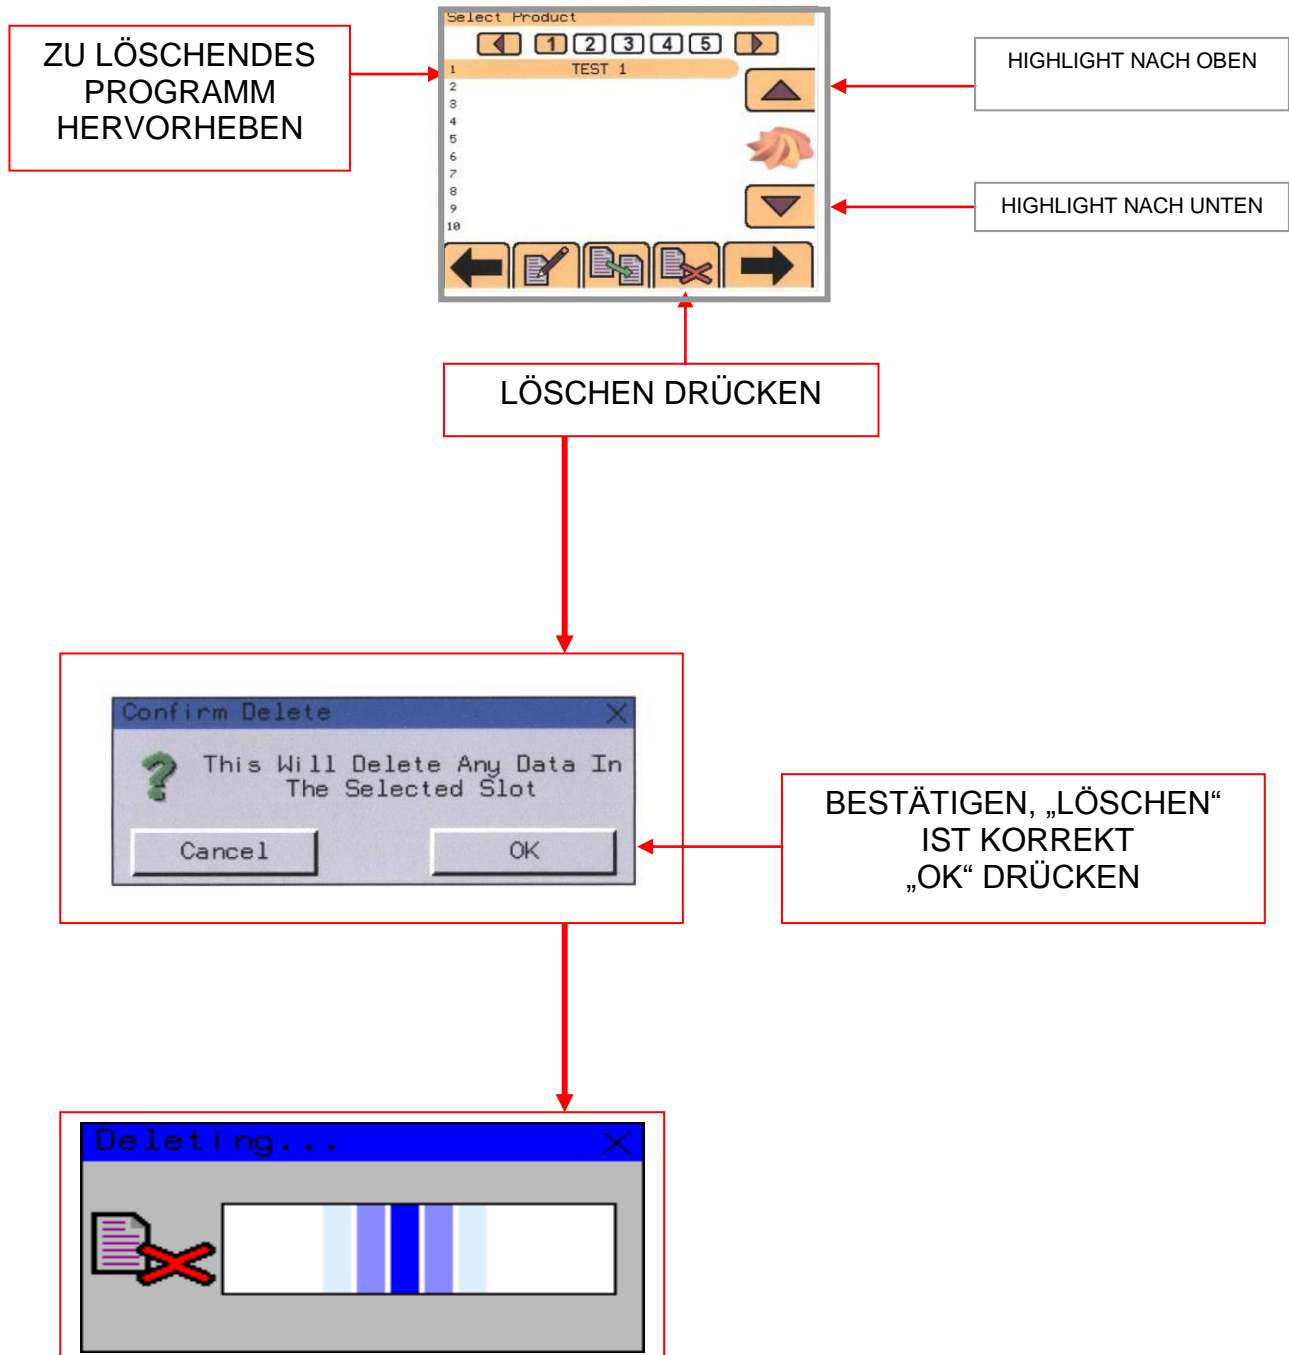 Select Product
1 2 3 4 5
ZU LÖSCHENDES
PROGRAMM
HERVORHEBEN
1 TEST 1
2
3
4
5
6
7
8
9
10
HIGHLIGHT NACH OBEN
HIGHLIGHT NACH UNTEN
LÖSCHEN DRÜCKEN
Confirm Delete
This Will Delete Any Data In
The Selected Slot
Cancel OK
BESTÄTIGEN, „LÖSCHEN“
IST KORREKT
„OK“ DRÜCKEN
Deleting...